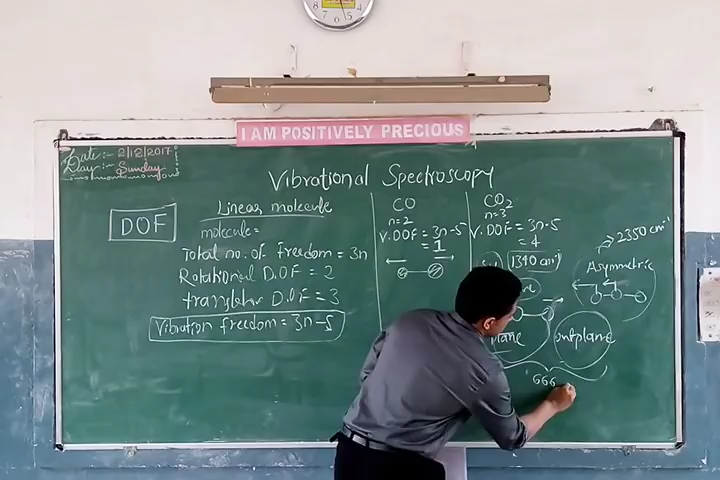 I AM POSITIVELY PRECIOUS
Date:- 2/12/2017
Day:- Sunday
Vibrational Spectroscopy
DOF
Linear molecule
molecule=
Total no. of freedom = 3n
Rotational D.O.F = 2
translator D.O.F = 3
Vibration freedom = 3n-5
CO
n=2
V. DOF = 3n-5
= 1
CO2
n=3
V. DOF = 3n-5
= 4
1340 cm-1
2350 cm-1
Asymmetric
plane
outplane
666